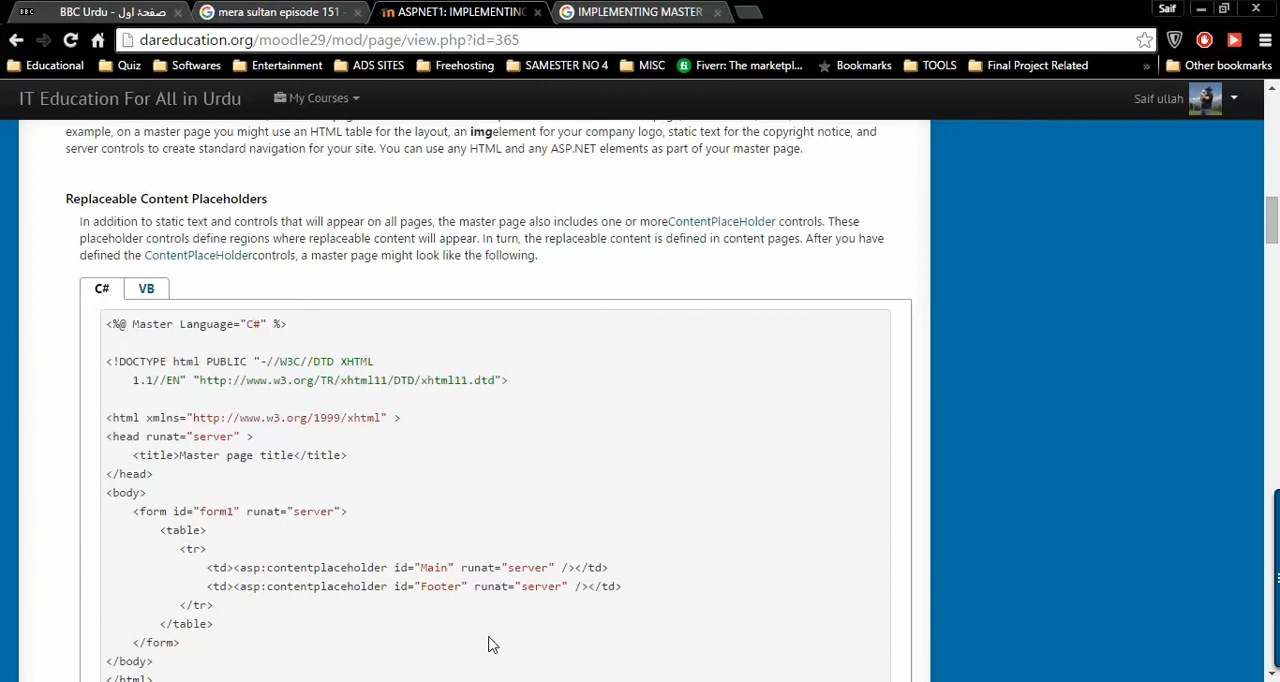 BBC Urdu - صفحۂ اول
mera sultan episode 151 -
ASPNET1: IMPLEMENTING
IMPLEMENTING MASTER
Saif
dareducation.org/moodle29/mod/page/view.php?id=365
Educational
Quiz
Softwares
Entertainment
ADS SITES
Freehosting
SAMESTER NO 4
MISC
Fiverr: The marketpl...
Bookmarks
TOOLS
Final Project Related
»
Other bookmarks
IT Education For All in Urdu
My Courses
Saif ullah
example, on a master page you might use an HTML table for the layout, an imgelement for your company logo, static text for the copyright notice, and
server controls to create standard navigation for your site. You can use any HTML and any ASP.NET elements as part of your master page.
Replaceable Content Placeholders
In addition to static text and controls that will appear on all pages, the master page also includes one or moreContentPlaceHolder controls. These
placeholder controls define regions where replaceable content will appear. In turn, the replaceable content is defined in content pages. After you have
defined the ContentPlaceHoldercontrols, a master page might look like the following.
C#
VB
<%@ Master Language="C#" %>
<!DOCTYPE html PUBLIC "-//W3C//DTD XHTML
1.1//EN" "http://www.w3.org/TR/xhtml11/DTD/xhtml11.dtd">
<html xmlns="http://www.w3.org/1999/xhtml" >
<head runat="server" >
<title>Master page title</title>
</head>
<body>
<form id="form1" runat="server">
<table>
<tr>
<td><asp:contentplaceholder id="Main" runat="server" /></td>
<td><asp:contentplaceholder id="Footer" runat="server" /></td>
</tr>
</table>
</form>
</body>
</html>